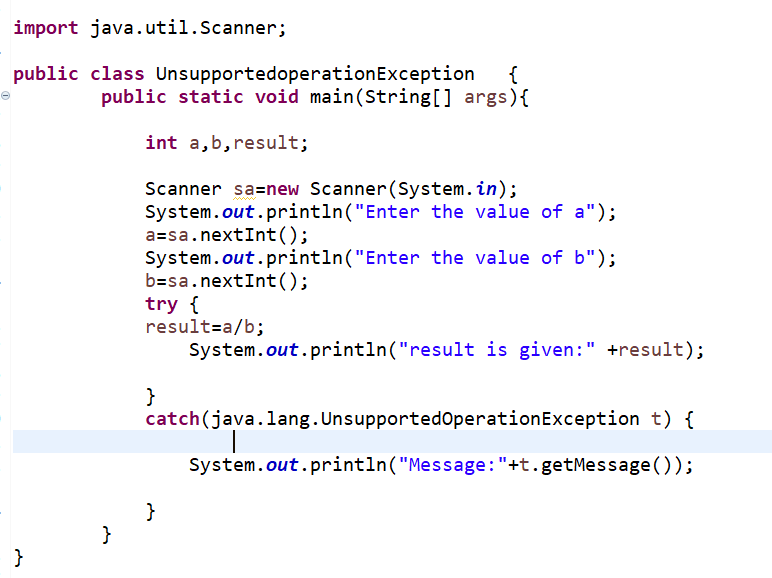 import java.util.Scanner;
public class UnsupportedoperationException {
public static void main(String[] args){
int a,b,result;
Scanner sa=new Scanner(System.in);
System.out.println("Enter the value of a");
a=sa.nextInt();
System.out.println("Enter the value of b");
b=sa.nextInt();
try {
result=a/b;
System.out.println("result is given:" +result);
}
catch(java.lang.UnsupportedOperationException t) {
System.out.println("Message:"+t.getMessage());
}
}
}